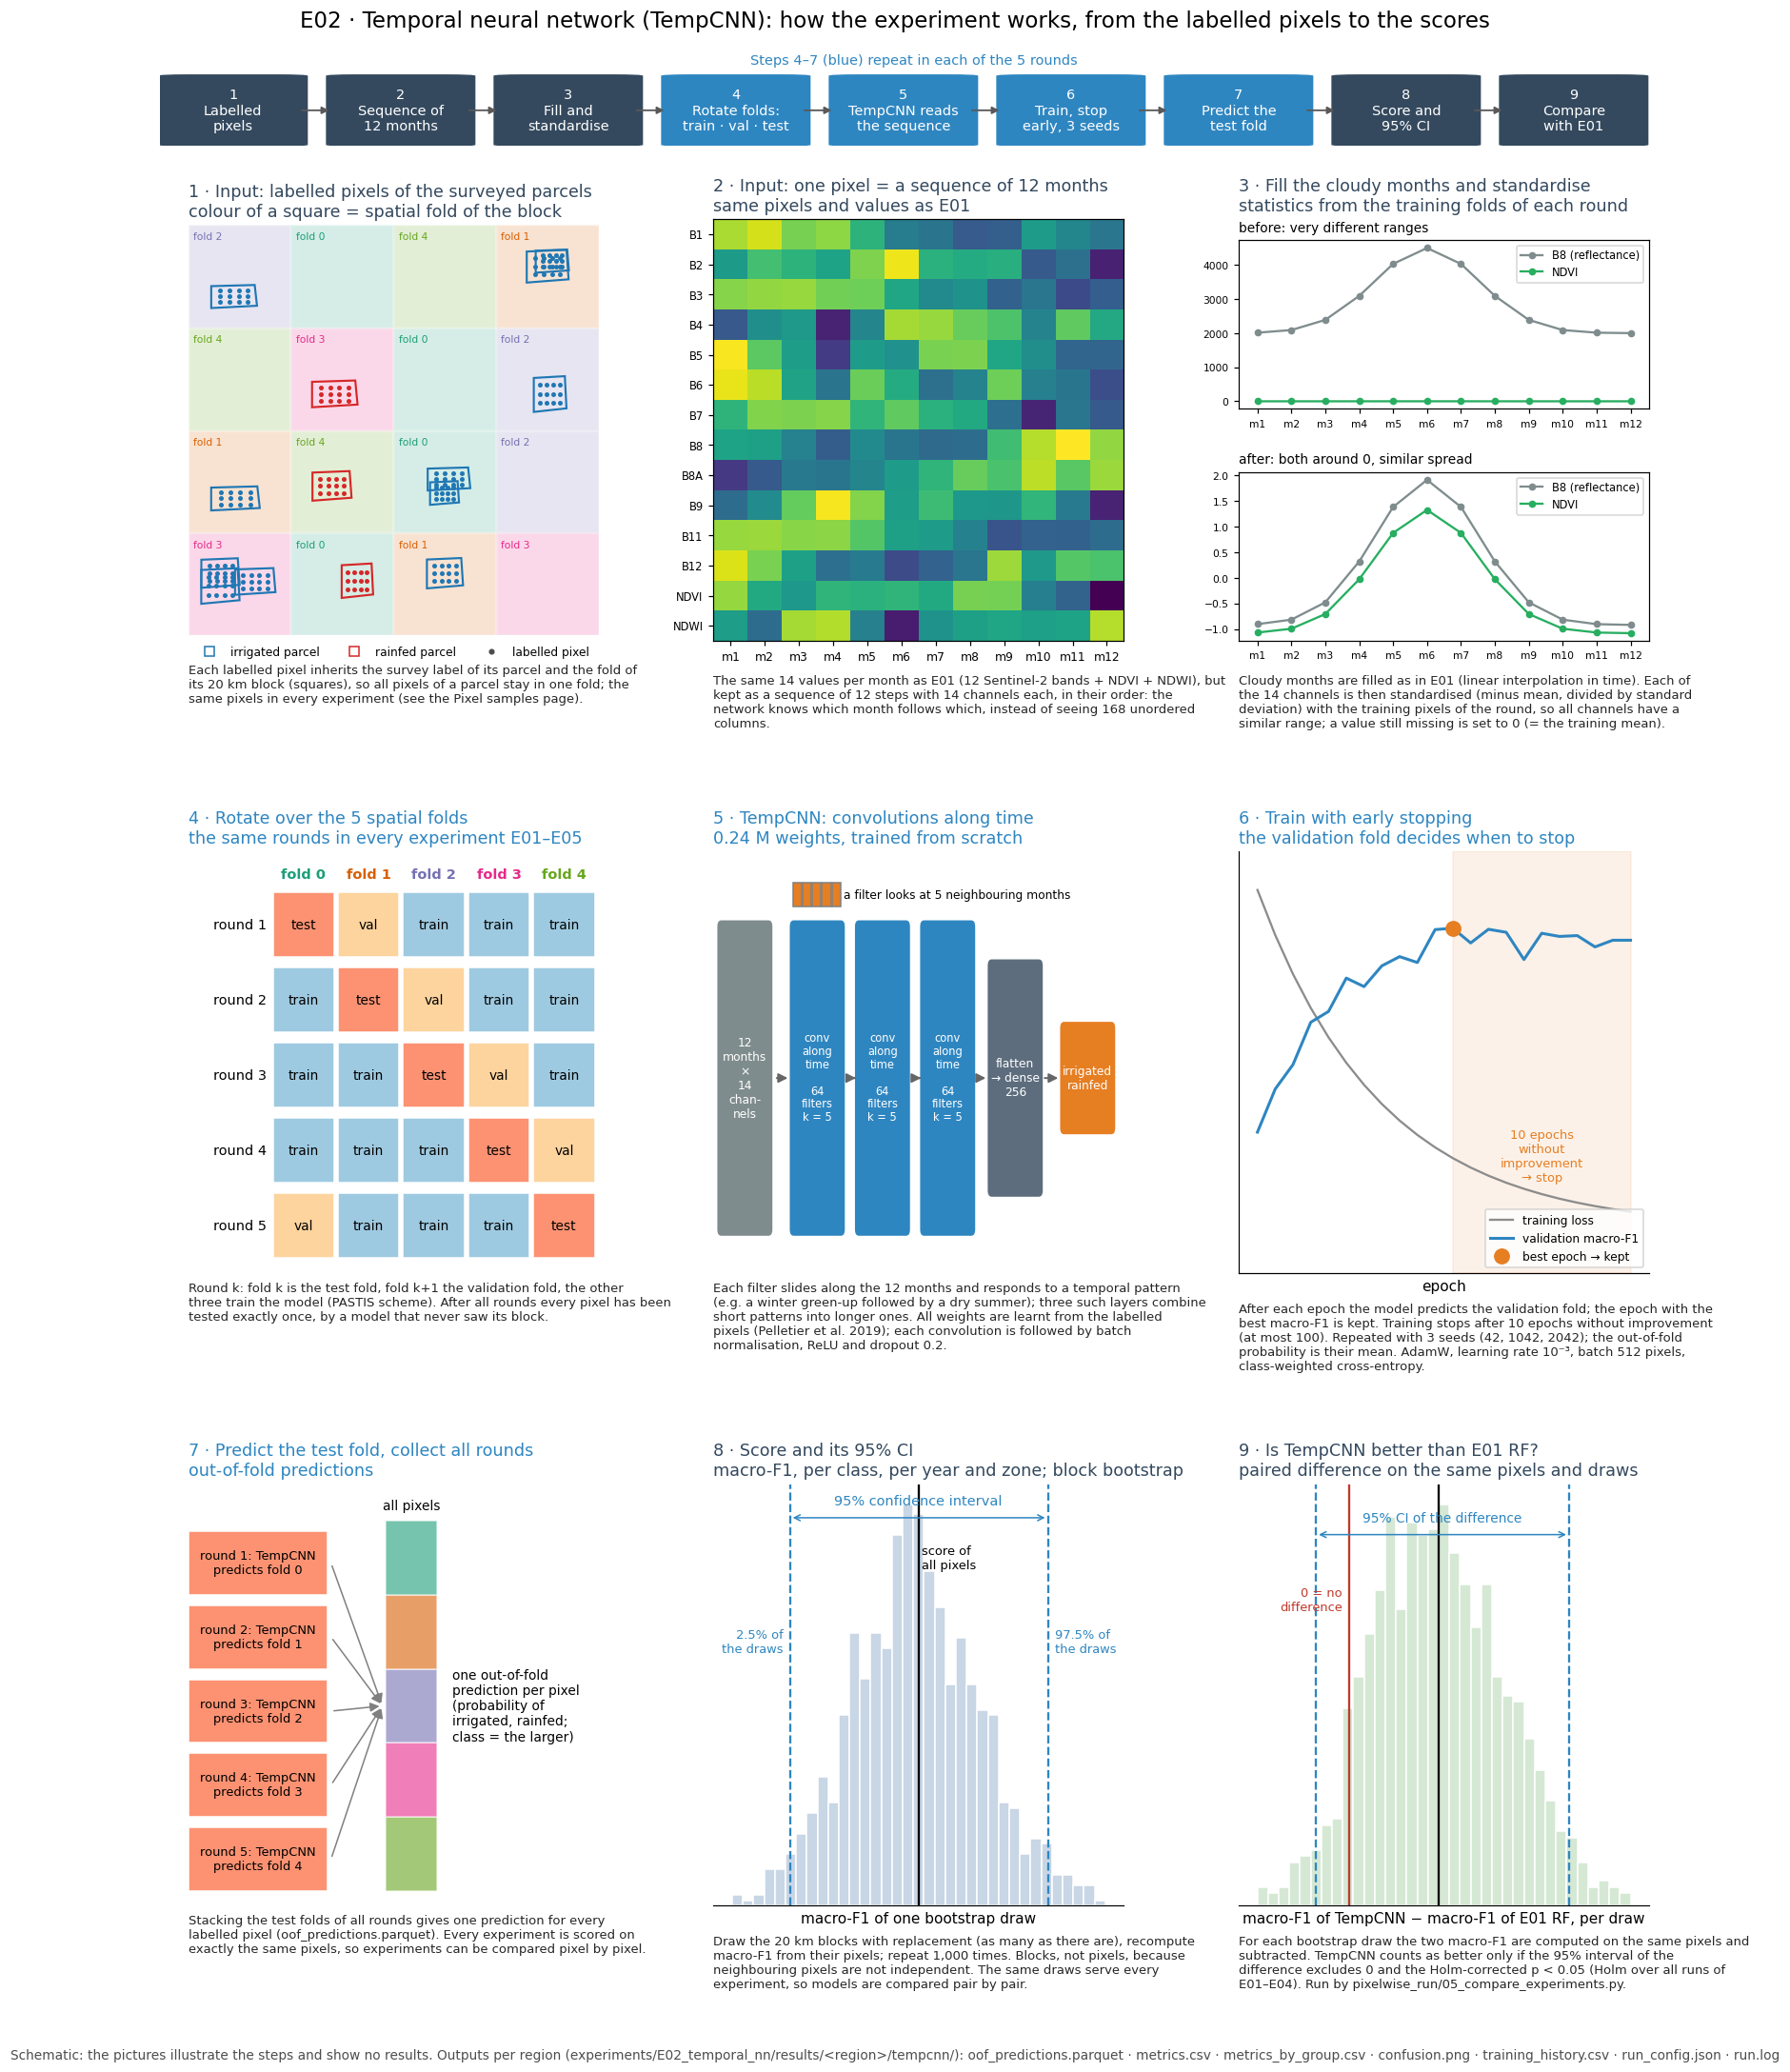 E02 · Temporal neural network (TempCNN): how the experiment works, from the labelled pixels to the scores
Steps 4–7 (blue) repeat in each of the 5 rounds
1
Labelled
pixels
2
Sequence of
12 months
3
Fill and
standardise
4
Rotate folds:
train · val · test
5
TempCNN reads
the sequence
6
Train, stop
early, 3 seeds
7
Predict the
test fold
8
Score and
95% CI
9
Compare
with E01
1 · Input: labelled pixels of the surveyed parcels
colour of a square = spatial fold of the block
fold 2
fold 0
fold 4
fold 1
fold 4
fold 3
fold 0
fold 2
fold 1
fold 4
fold 0
fold 2
fold 3
fold 0
fold 1
fold 3
irrigated parcel
rainfed parcel
labelled pixel
Each labelled pixel inherits the survey label of its parcel and the fold of
its 20 km block (squares), so all pixels of a parcel stay in one fold; the
same pixels in every experiment (see the Pixel samples page).
2 · Input: one pixel = a sequence of 12 months
same pixels and values as E01
B1
B2
B3
B4
B5
B6
B7
B8
B8A
B9
B11
B12
NDVI
NDWI
m1 m2 m3 m4 m5 m6 m7 m8 m9 m10 m11 m12
The same 14 values per month as E01 (12 Sentinel-2 bands + NDVI + NDWI), but
kept as a sequence of 12 steps with 14 channels each, in their order: the
network knows which month follows which, instead of seeing 168 unordered
columns.
3 · Fill the cloudy months and standardise
statistics from the training folds of each round
before: very different ranges
4000
3000
2000
1000
0
B8 (reflectance)
NDVI
m1 m2 m3 m4 m5 m6 m7 m8 m9 m10 m11 m12
after: both around 0, similar spread
2.0
1.5
1.0
0.5
0.0
−0.5
−1.0
B8 (reflectance)
NDVI
m1 m2 m3 m4 m5 m6 m7 m8 m9 m10 m11 m12
Cloudy months are filled as in E01 (linear interpolation in time). Each of
the 14 channels is then standardised (minus mean, divided by standard
deviation) with the training pixels of the round, so all channels have a
similar range; a value still missing is set to 0 (= the training mean).
4 · Rotate over the 5 spatial folds
the same rounds in every experiment E01–E05
fold 0 fold 1 fold 2 fold 3 fold 4
round 1 test val train train train
round 2 train test val train train
round 3 train train test val train
round 4 train train train test val
round 5 val train train train test
Round k: fold k is the test fold, fold k+1 the validation fold, the other
three train the model (PASTIS scheme). After all rounds every pixel has been
tested exactly once, by a model that never saw its block.
5 · TempCNN: convolutions along time
0.24 M weights, trained from scratch
a filter looks at 5 neighbouring months
12
months
×
14
chan-
nels
conv
along
time
64
filters
k = 5
conv
along
time
64
filters
k = 5
conv
along
time
64
filters
k = 5
flatten
→ dense
256
irrigated
rainfed
Each filter slides along the 12 months and responds to a temporal pattern
(e.g. a winter green-up followed by a dry summer); three such layers combine
short patterns into longer ones. All weights are learnt from the labelled
pixels (Pelletier et al. 2019); each convolution is followed by batch
normalisation, ReLU and dropout 0.2.
6 · Train with early stopping
the validation fold decides when to stop
10 epochs
without
improvement
→ stop
training loss
validation macro-F1
best epoch → kept
epoch
After each epoch the model predicts the validation fold; the epoch with the
best macro-F1 is kept. Training stops after 10 epochs without improvement
(at most 100). Repeated with 3 seeds (42, 1042, 2042); the out-of-fold
probability is their mean. AdamW, learning rate 10⁻³, batch 512 pixels,
class-weighted cross-entropy.
7 · Predict the test fold, collect all rounds
out-of-fold predictions
all pixels
round 1: TempCNN
predicts fold 0
round 2: TempCNN
predicts fold 1
round 3: TempCNN
predicts fold 2
round 4: TempCNN
predicts fold 3
round 5: TempCNN
predicts fold 4
one out-of-fold
prediction per pixel
(probability of
irrigated, rainfed;
class = the larger)
Stacking the test folds of all rounds gives one prediction for every
labelled pixel (oof_predictions.parquet). Every experiment is scored on
exactly the same pixels, so experiments can be compared pixel by pixel.
8 · Score and its 95% CI
macro-F1, per class, per year and zone; block bootstrap
95% confidence interval
score of
all pixels
2.5% of
the draws
97.5% of
the draws
macro-F1 of one bootstrap draw
Draw the 20 km blocks with replacement (as many as there are), recompute
macro-F1 from their pixels; repeat 1,000 times. Blocks, not pixels, because
neighbouring pixels are not independent. The same draws serve every
experiment, so models are compared pair by pair.
9 · Is TempCNN better than E01 RF?
paired difference on the same pixels and draws
95% CI of the difference
0 = no
difference
macro-F1 of TempCNN − macro-F1 of E01 RF, per draw
For each bootstrap draw the two macro-F1 are computed on the same pixels and
subtracted. TempCNN counts as better only if the 95% interval of the
difference excludes 0 and the Holm-corrected p < 0.05 (Holm over all runs of
E01–E04). Run by pixelwise_run/05_compare_experiments.py.
Schematic: the pictures illustrate the steps and show no results. Outputs per region (experiments/E02_temporal_nn/results/<region>/tempcnn/): oof_predictions.parquet · metrics.csv · metrics_by_group.csv · confusion.png · training_history.csv · run_config.json · run.log